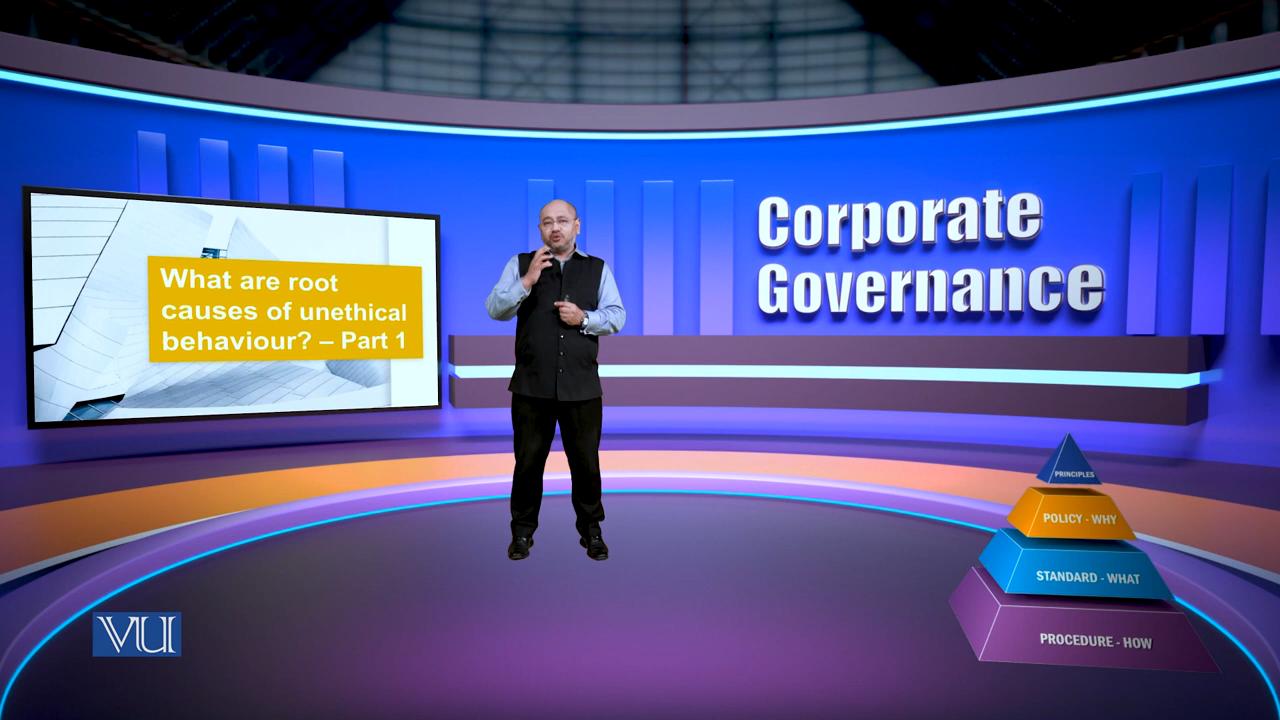 What are root
causes of unethical
behaviour? – Part 1
Corporate
Governance
PRINCIPLES
POLICY - WHY
STANDARD - WHAT
PROCEDURE - HOW
VU